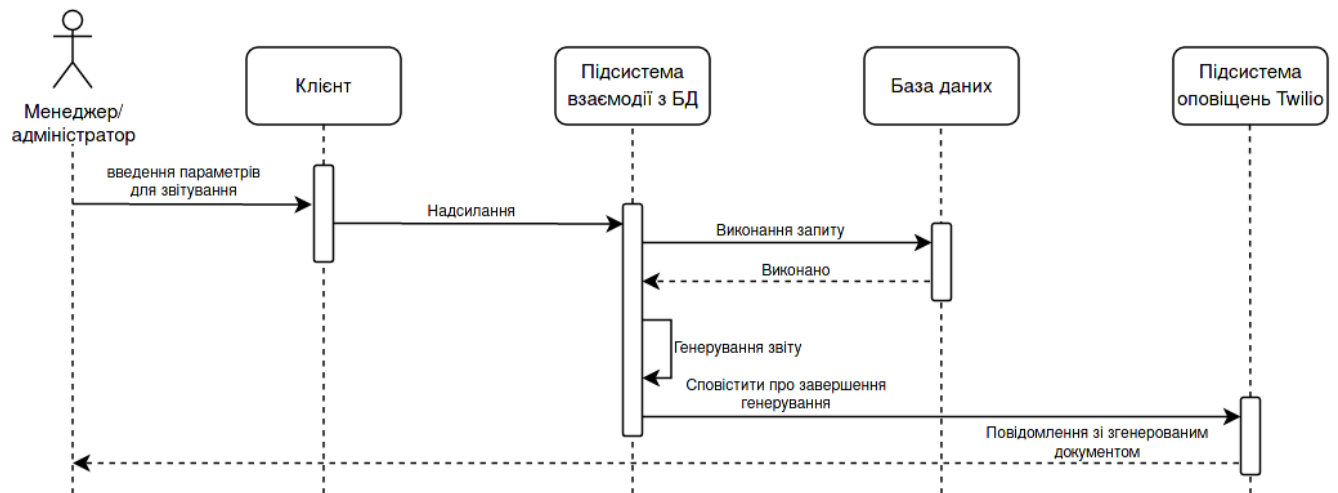 Менеджер/
адміністратор
Клієнт
Підсистема
взаємодії з БД
База даних
Підсистема
оповіщень Twilio
введення параметрів
для звітування
Надсилання
Виконання запиту
Виконано
Генерування звіту
Сповістити про завершення
генерування
Повідомлення зі згенерованим
документом